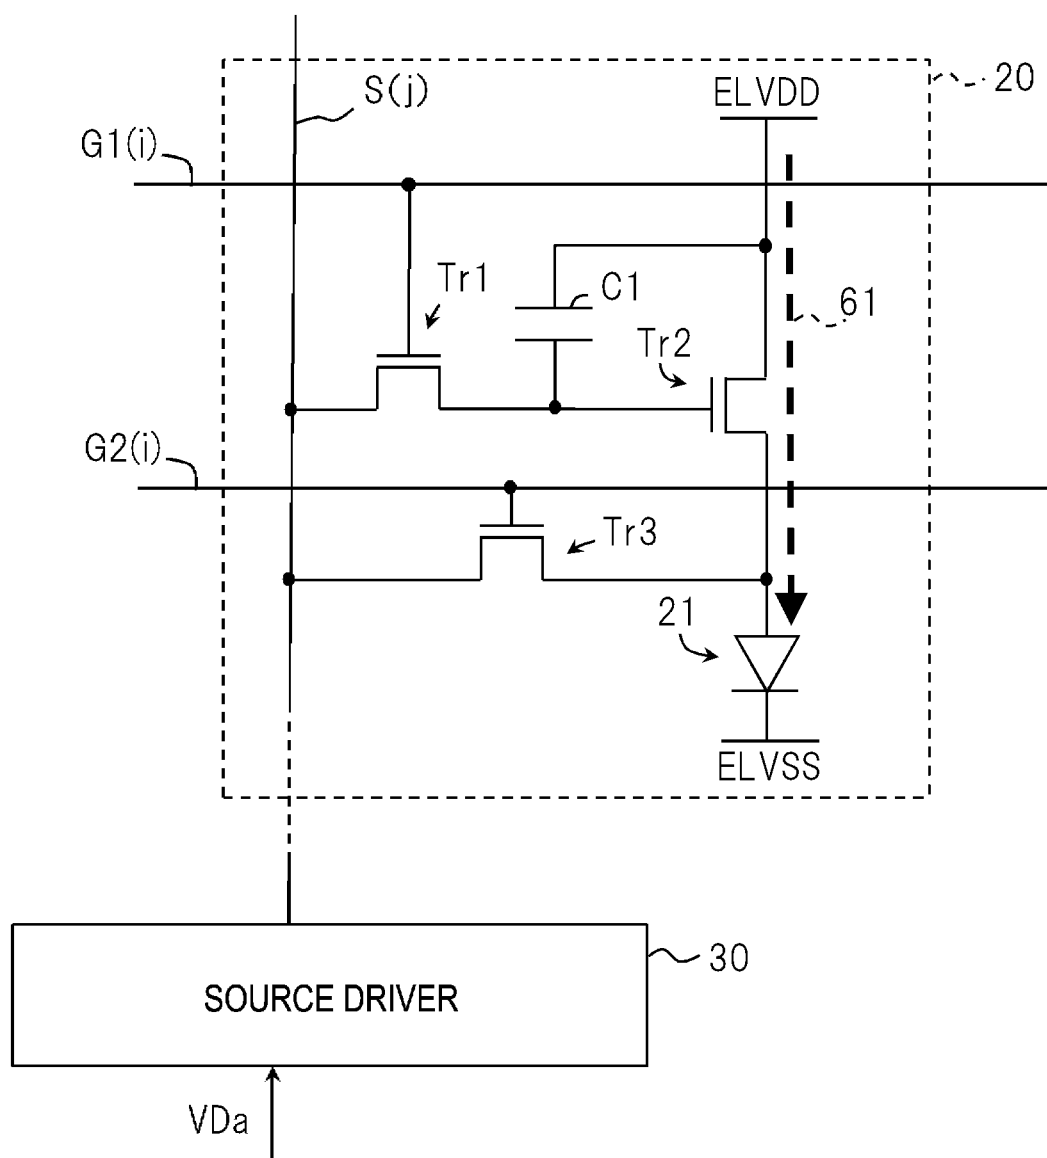 20
S(j)
ELVDD
G1(i)
Tr1
C1
61
Tr2
G2(i)
Tr3
21
ELVSS
30
SOURCE DRIVER
VDa